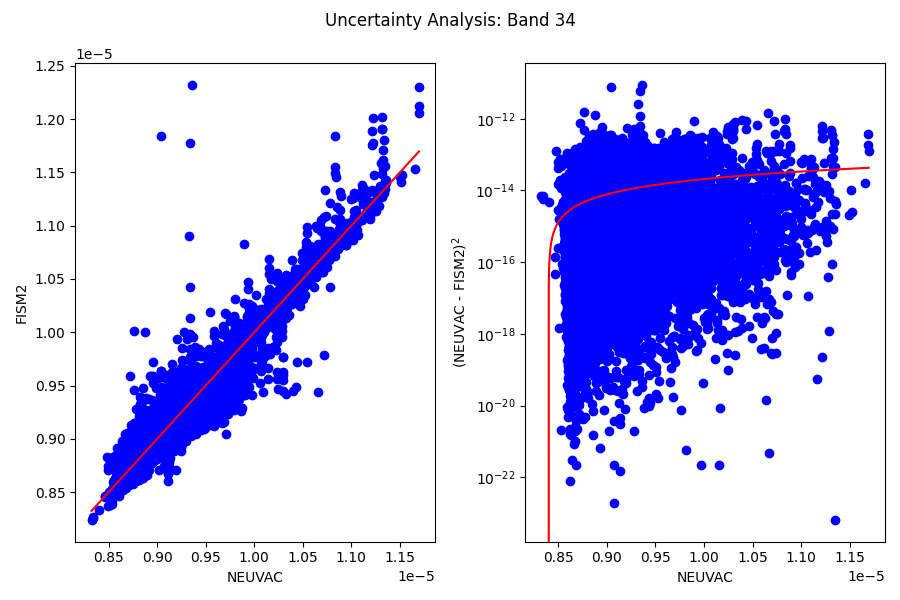 Uncertainty Analysis: Band 34
1e−5
1.25
1.20
1.15
1.10
1.05
1.00
0.95
0.90
0.85
FISM2
0.85 0.90 0.95 1.00 1.05 1.10 1.15
NEUVAC
1e−5
10⁻¹²
10⁻¹⁴
10⁻¹⁶
10⁻¹⁸
10⁻²⁰
10⁻²²
(NEUVAC - FISM2)²
0.85 0.90 0.95 1.00 1.05 1.10 1.15
NEUVAC
1e−5